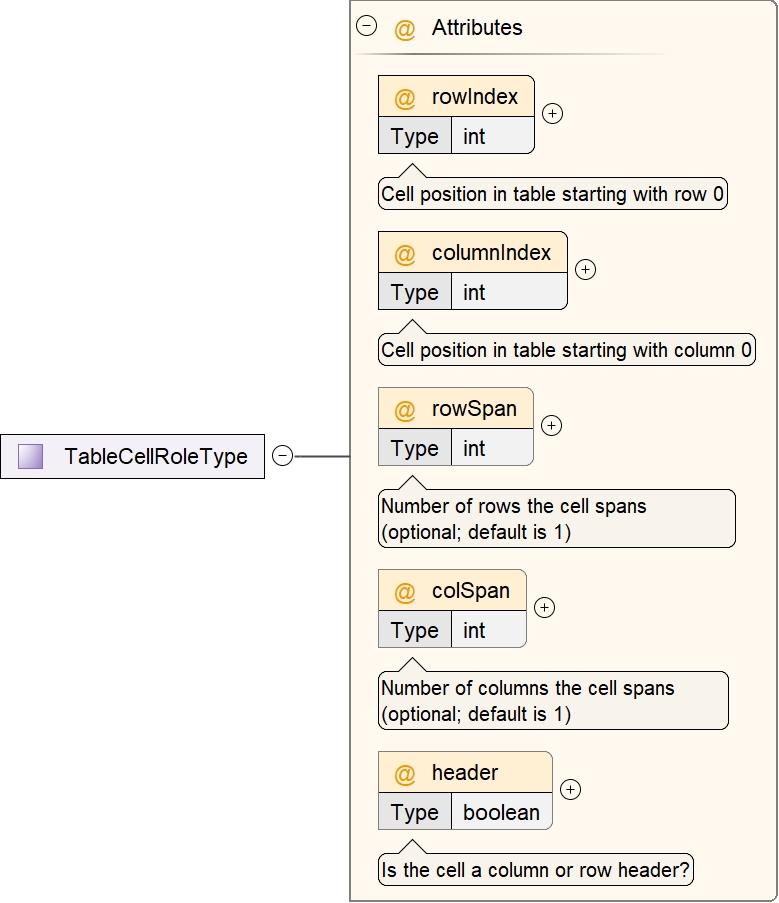 @ Attributes
@ rowIndex
Type int
Cell position in table starting with row 0
@ columnIndex
Type int
Cell position in table starting with column 0
@ rowSpan
Type int
TableCellRoleType
Number of rows the cell spans
(optional; default is 1)
@ colSpan
Type int
Number of columns the cell spans
(optional; default is 1)
@ header
Type boolean
Is the cell a column or row header?